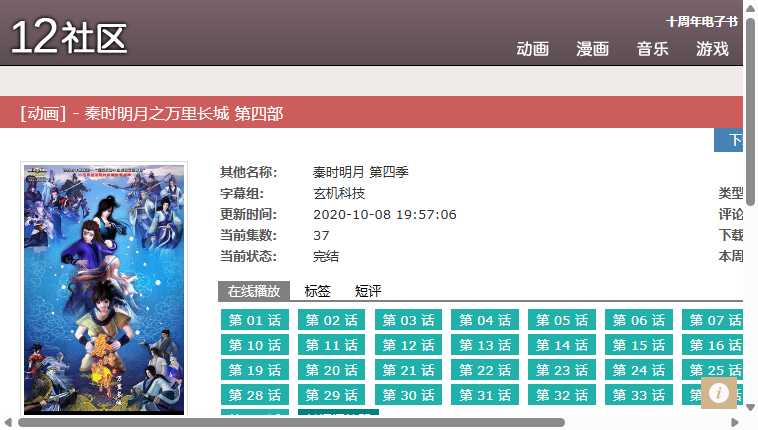 12社区
十周年电子书
动画 漫画 音乐 游戏
[动画] - 秦时明月之万里长城 第四部
其他名称: 秦时明月 第四季
字幕组: 玄机科技 类型
更新时间: 2020-10-08 19:57:06 评论
当前集数: 37 下载
当前状态: 完结 本周
在线播放 标签 短评
第 01 话 第 02 话 第 03 话 第 04 话 第 05 话 第 06 话 第 07 话
第 10 话 第 11 话 第 12 话 第 13 话 第 14 话 第 15 话 第 16 话
第 19 话 第 20 话 第 21 话 第 22 话 第 23 话 第 24 话 第 25 话
第 28 话 第 29 话 第 30 话 第 31 话 第 32 话 第 33 话
秦时
万里长城